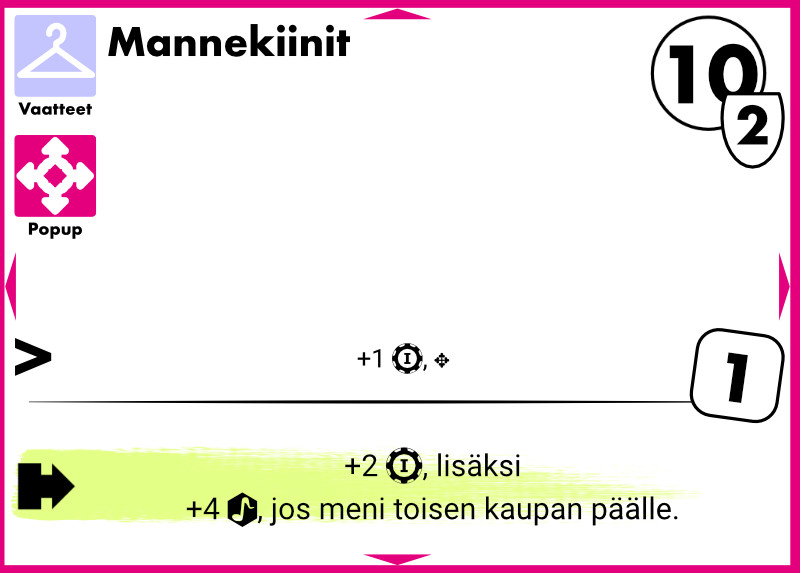 Mannekiinit
10
2
Vaatteet
Popup
> +1 I,
1
+2 I, lisäksi
+4 , jos meni toisen kaupan päälle.